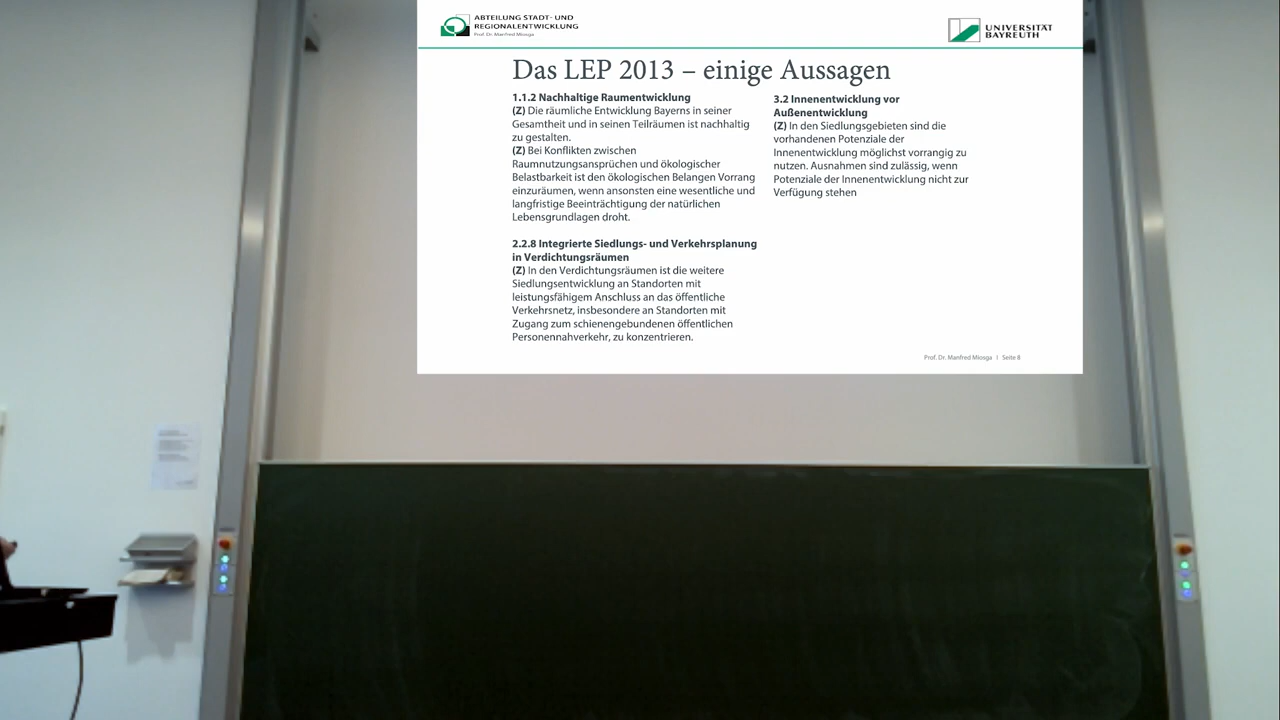 ABTEILUNG STADT- UND
REGIONALENTWICKLUNG
Prof. Dr. Manfred Miosga
UNIVERSITÄT
BAYREUTH
Das LEP 2013 – einige Aussagen
1.1.2 Nachhaltige Raumentwicklung
(Z) Die räumliche Entwicklung Bayerns in seiner
Gesamtheit und in seinen Teilräumen ist nachhaltig
zu gestalten.
(Z) Bei Konflikten zwischen
Raumnutzungsansprüchen und ökologischer
Belastbarkeit ist den ökologischen Belangen Vorrang
einzuräumen, wenn ansonsten eine wesentliche und
langfristige Beeinträchtigung der natürlichen
Lebensgrundlagen droht.
2.2.8 Integrierte Siedlungs- und Verkehrsplanung
in Verdichtungsräumen
(Z) In den Verdichtungsräumen ist die weitere
Siedlungsentwicklung an Standorten mit
leistungsfähigem Anschluss an das öffentliche
Verkehrsnetz, insbesondere an Standorten mit
Zugang zum schienengebundenen öffentlichen
Personennahverkehr, zu konzentrieren.
3.2 Innenentwicklung vor
Außenentwicklung
(Z) In den Siedlungsgebieten sind die
vorhandenen Potenziale der
Innenentwicklung möglichst vorrangig zu
nutzen. Ausnahmen sind zulässig, wenn
Potenziale der Innenentwicklung nicht zur
Verfügung stehen
Prof. Dr. Manfred Miosga I Seite 8